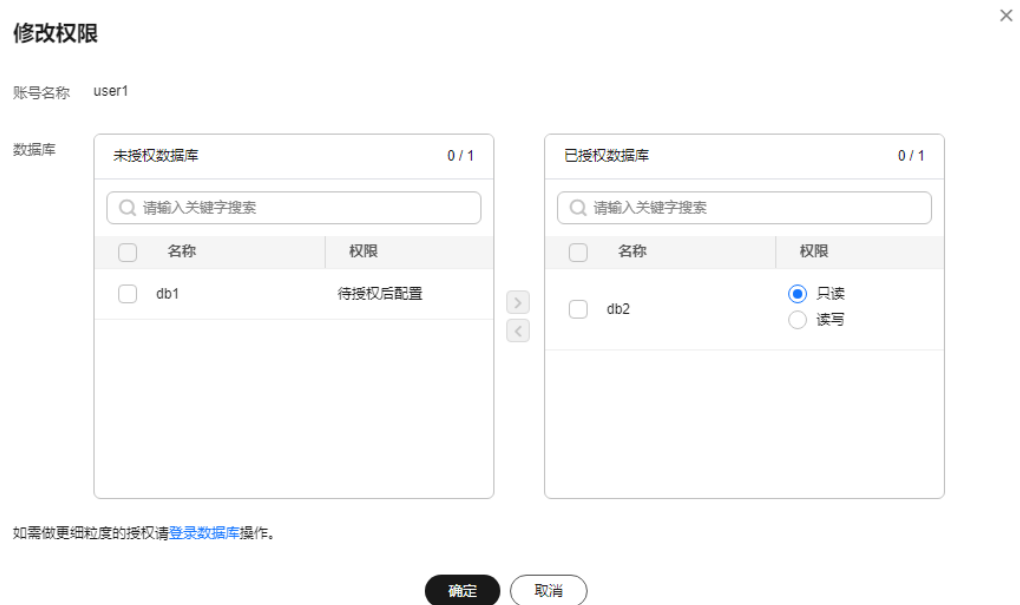 修改权限
账号名称 user1
数据库
未授权数据库 0 / 1
请输入关键字搜索
名称 权限
db1 待授权后配置
已授权数据库 0 / 1
请输入关键字搜索
名称 权限
db2
只读
读写
如需做更细粒度的授权请登录数据库操作。
确定 取消